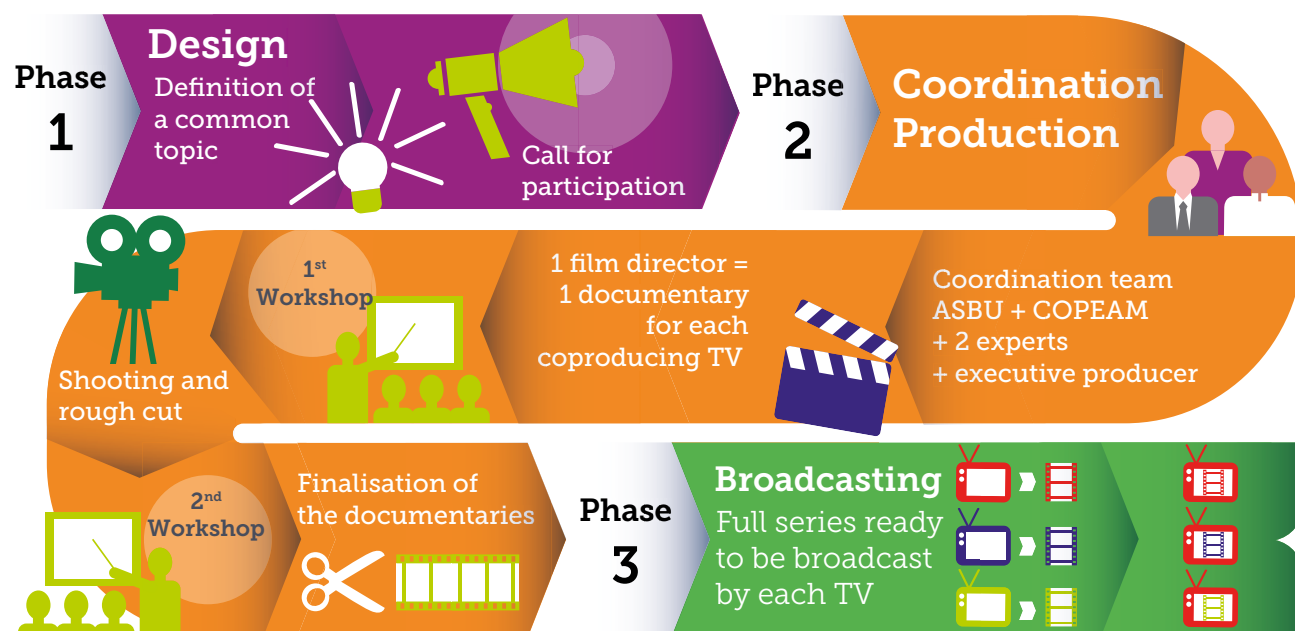 Phase
1
Design
Definition of
a common
topic
Call for
participation
Phase
2
Coordination
Production
Coordination team
ASBU + COPEAM
+ 2 experts
+ executive producer
1 film director =
1 documentary
for each
coproducing TV
1st
Workshop
Shooting and
rough cut
2nd
Workshop
Finalisation of
the documentaries
Phase
3
Broadcasting
Full series ready
to be broadcast
by each TV